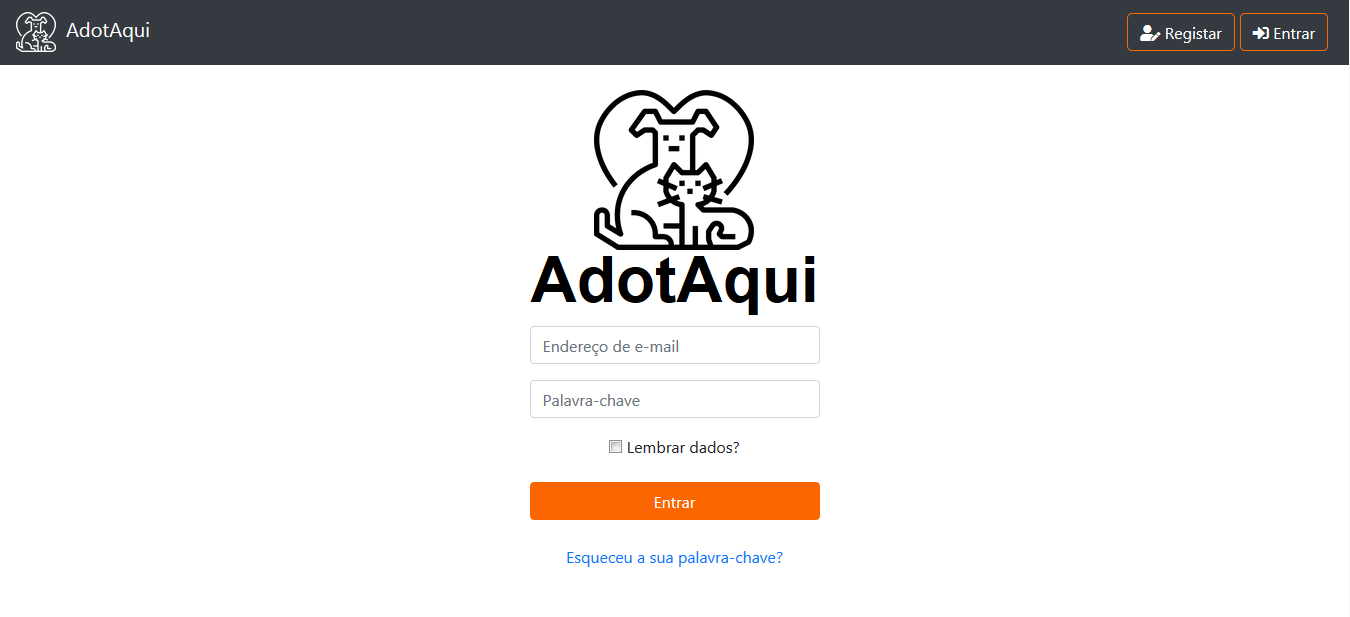 AdotAqui
Registar
Entrar
AdotAqui
Endereço de e-mail
Palavra-chave
Lembrar dados?
Entrar
Esqueceu a sua palavra-chave?